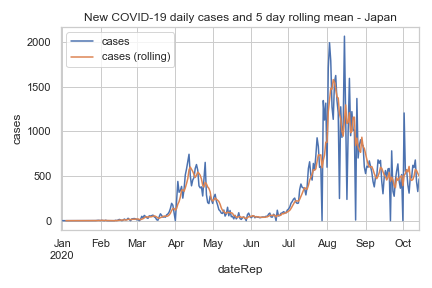 New COVID-19 daily cases and 5 day rolling mean - Japan
cases
cases (rolling)
cases
2000
1500
1000
500
0
Jan
2020
Feb
Mar
Apr
May
Jun
Jul
Aug
Sep
Oct
dateRep